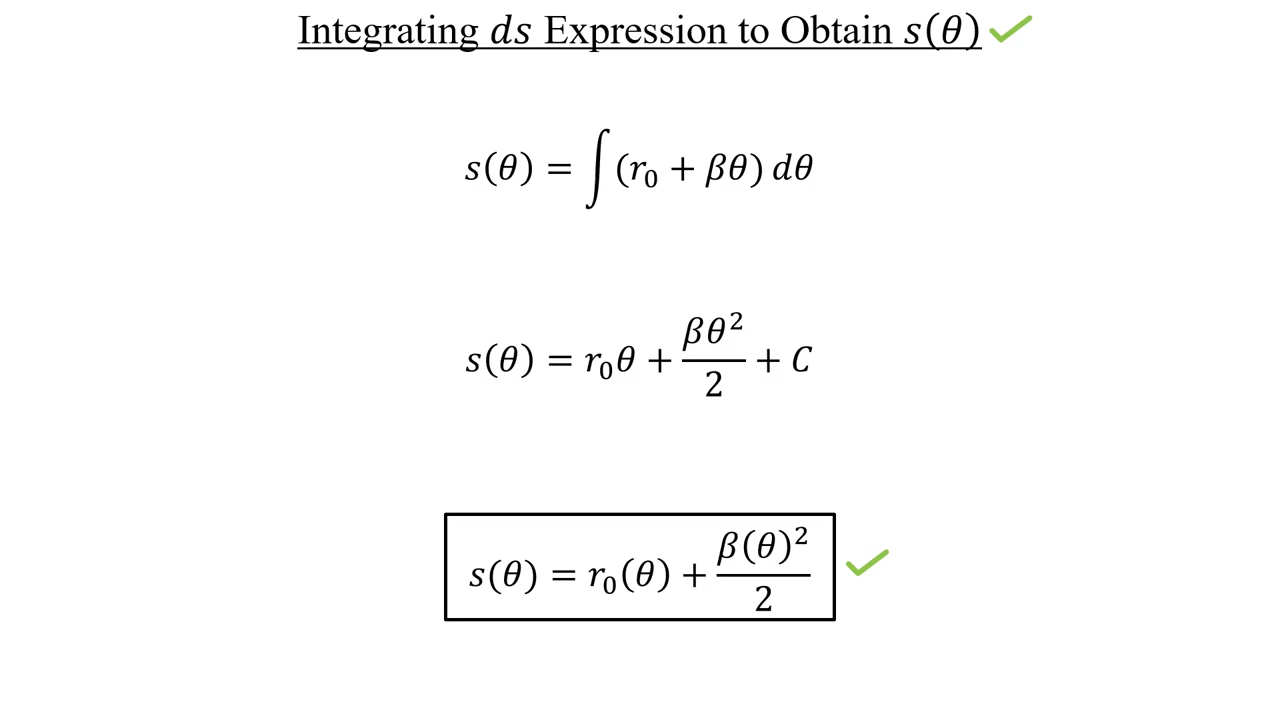 Integrating ds Expression to Obtain s(θ)
s(θ) = ∫(r₀ + βθ) dθ
s(θ) = r₀θ + βθ²/2 + C
s(θ) = r₀(θ) + β(θ)²/2